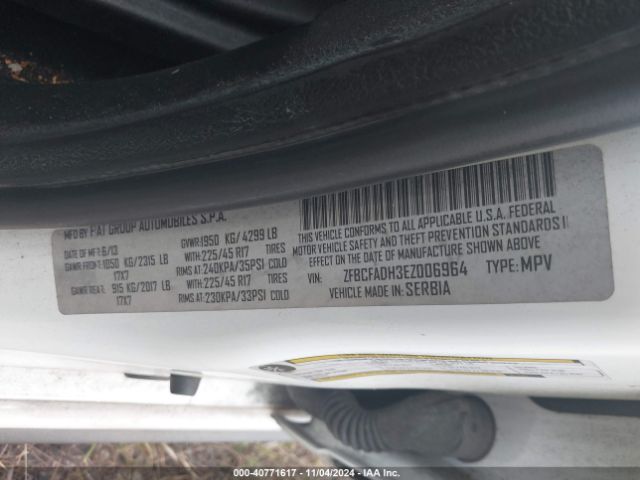 MFD BY FIAT GROUP AUTOMOBILES S.P.A.
DATE OF MFT: 6/13 GVWR: 1950 KG/ 4299 LB
GAWR FRONT: 1050 KG/2315 LB WITH: 225/45 R17 TIRES
17X7 RIMS AT: 240KPA/35PSI COLD
GAWR REAR: 915 KG/2017 LB WITH: 225/45 R17 TIRES
17X7 RIMS AT: 230KPA/33PSI COLD
THIS VEHICLE CONFORMS TO ALL APPLICABLE U.S.A. FEDERAL
MOTOR VEHICLE SAFETY AND THEFT PREVENTION STANDARDS IN
EFFECT ON THE DATE OF MANUFACTURE SHOWN ABOVE
VIN: ZFBCFADH3EZ006964 TYPE: MPV
VEHICLE MADE IN: SERBIA
000-40771617 - 11/04/2024 - IAA Inc.